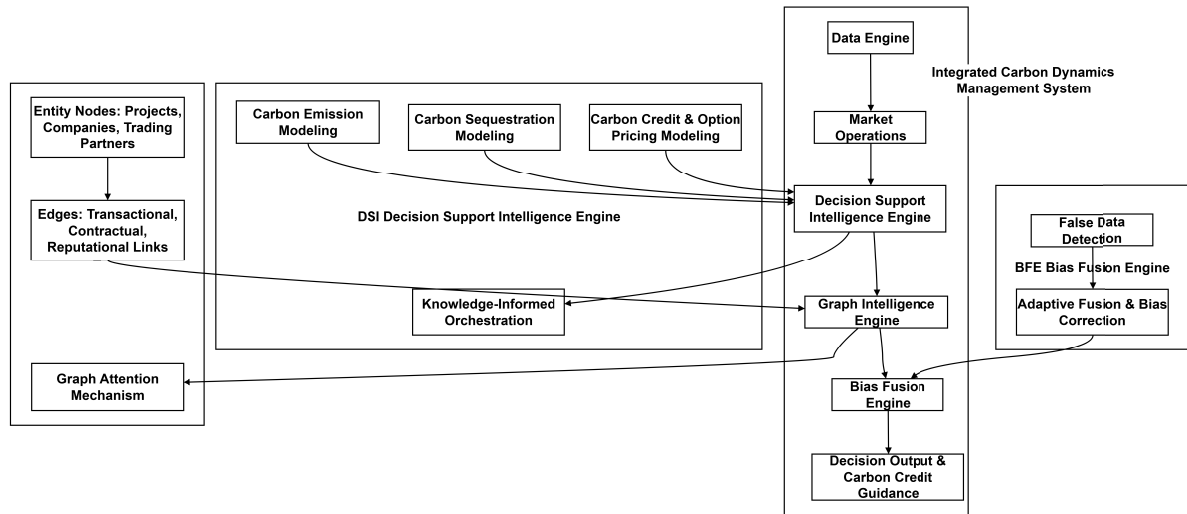 Data Engine
Integrated Carbon Dynamics
Management System
Entity Nodes: Projects,
Companies, Trading
Partners
Carbon Emission
Modeling
Carbon Sequestration
Modeling
Carbon Credit & Option
Pricing Modeling
Market
Operations
Edges: Transactional,
Contractual,
Reputational Links
DSI Decision Support Intelligence Engine
Decision Support
Intelligence Engine
False Data
Detection
BFE Bias Fusion Engine
Knowledge-Informed
Orchestration
Graph Intelligence
Engine
Adaptive Fusion & Bias
Correction
Graph Attention
Mechanism
Bias Fusion
Engine
Decision Output &
Carbon Credit
Guidance